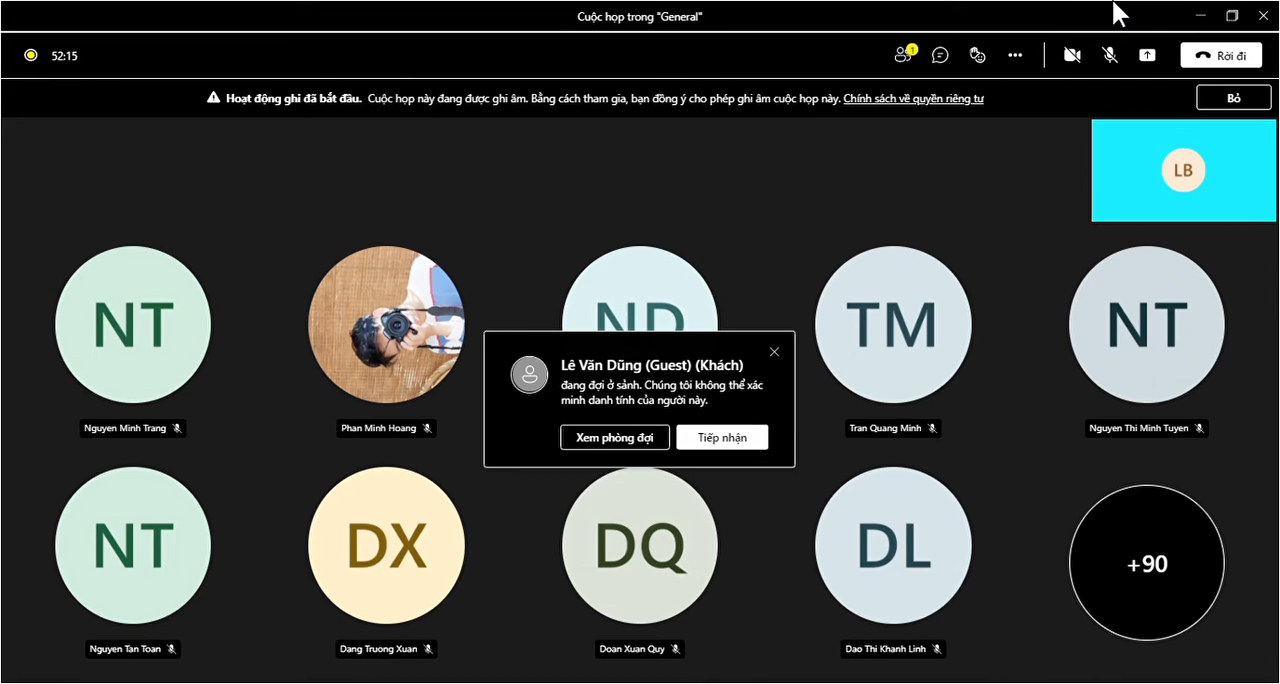 Cuộc họp trong "General"
52:15
1
Rời đi
Hoạt động ghi đã bắt đầu. Cuộc họp này đang được ghi âm. Bằng cách tham gia, bạn đồng ý cho phép ghi âm cuộc họp này. Chính sách về quyền riêng tư
Bỏ
LB
NT
ND
TM
NT
Lê Văn Dũng (Guest) (Khách)
đang đợi ở sảnh. Chúng tôi không thể xác
minh danh tính của người này.
Xem phòng đợi
Tiếp nhận
Nguyen Minh Trang
Phan Minh Hoang
Tran Quang Minh
Nguyen Thi Minh Tuyen
NT
DX
DQ
DL
+90
Nguyen Tan Toan
Dang Truong Xuan
Doan Xuan Quy
Dao Thi Khanh Linh